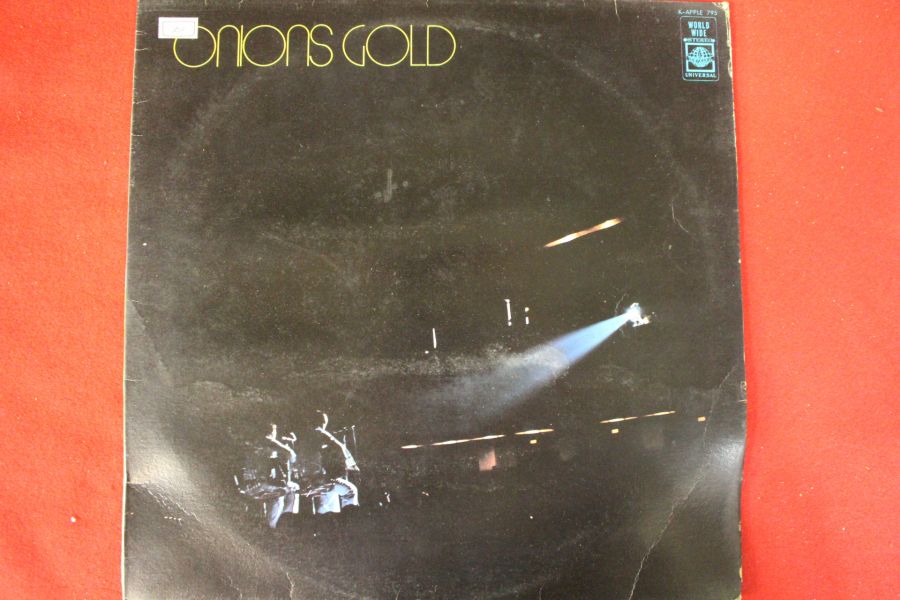 ONIONS GOLD
K-APPLE 795
WORLD
WIDE
STEREO
UNIVERSAL